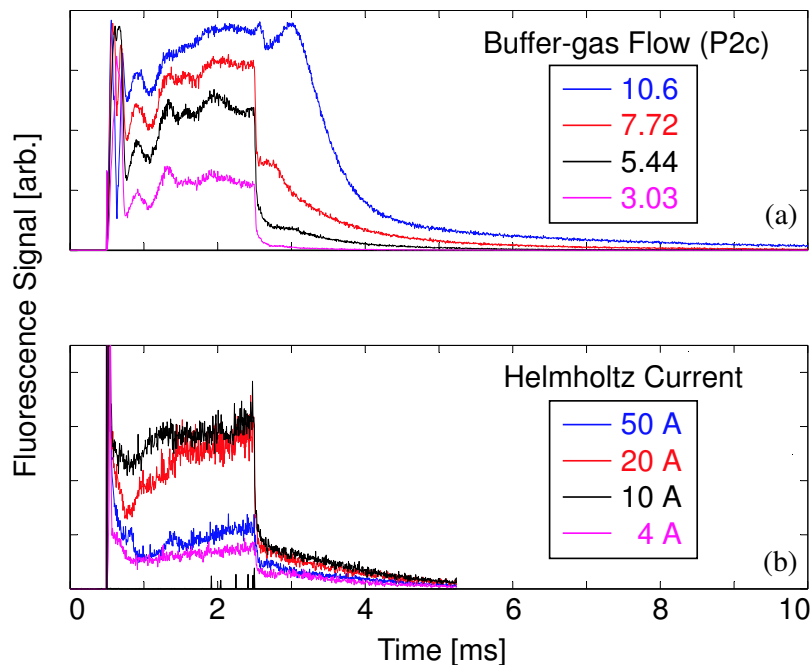 Buffer-gas Flow (P2c)
10.6
7.72
5.44
3.03
(a)
Fluorescence Signal [arb.]
Helmholtz Current
50 A
20 A
10 A
4 A
(b)
0 2 4 6 8 10
Time [ms]